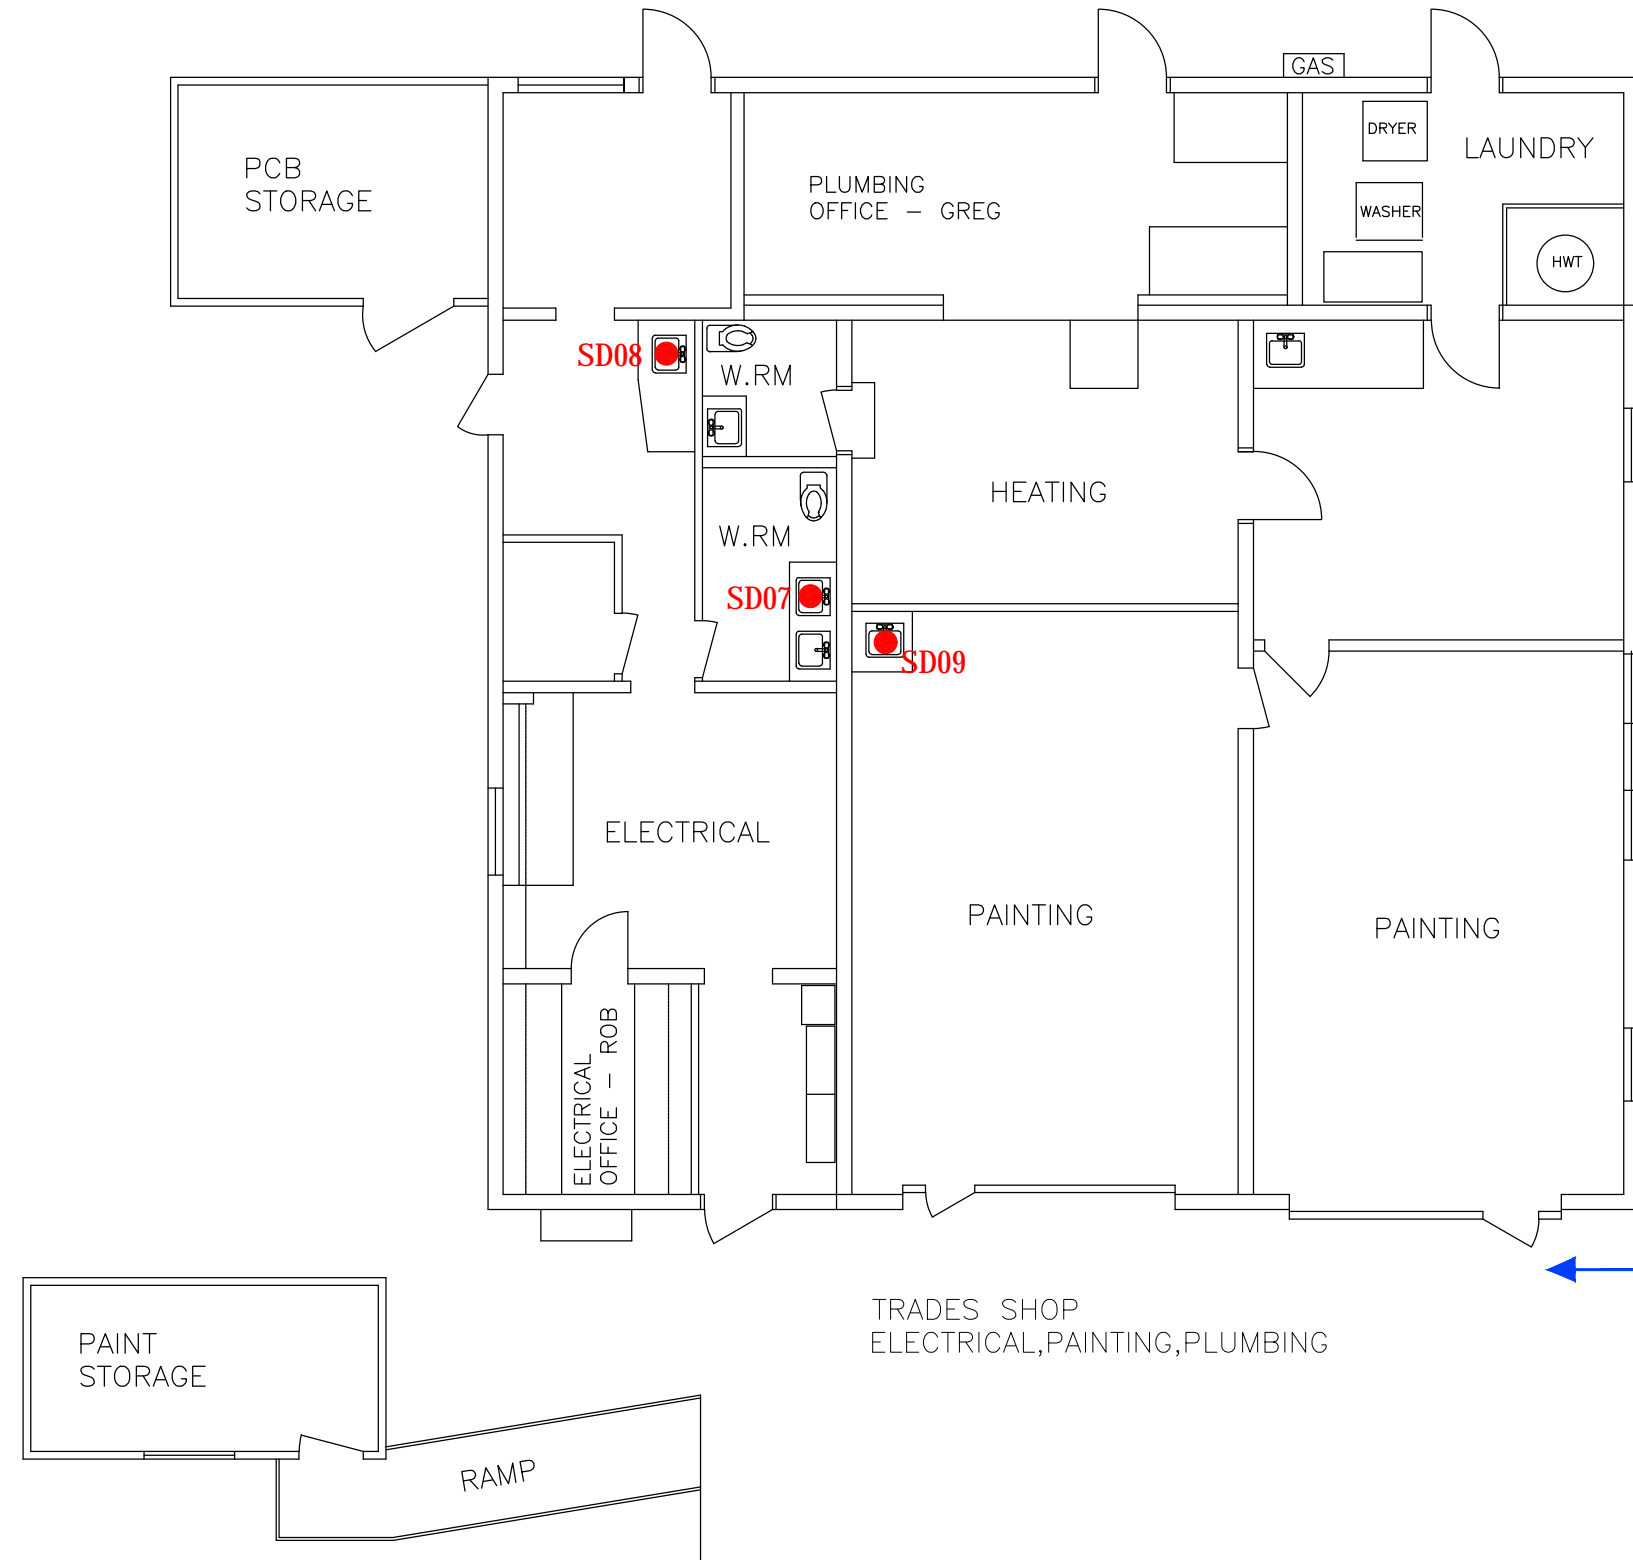 GAS
DRYER
LAUNDRY
PCB
STORAGE
PLUMBING
OFFICE - GREG
WASHER
HWT
SD08
W.RM
HEATING
W.RM
SD07
SD09
ELECTRICAL
PAINTING
PAINTING
ELECTRICAL
OFFICE - ROB
TRADES SHOP
ELECTRICAL,PAINTING,PLUMBING
PAINT
STORAGE
RAMP